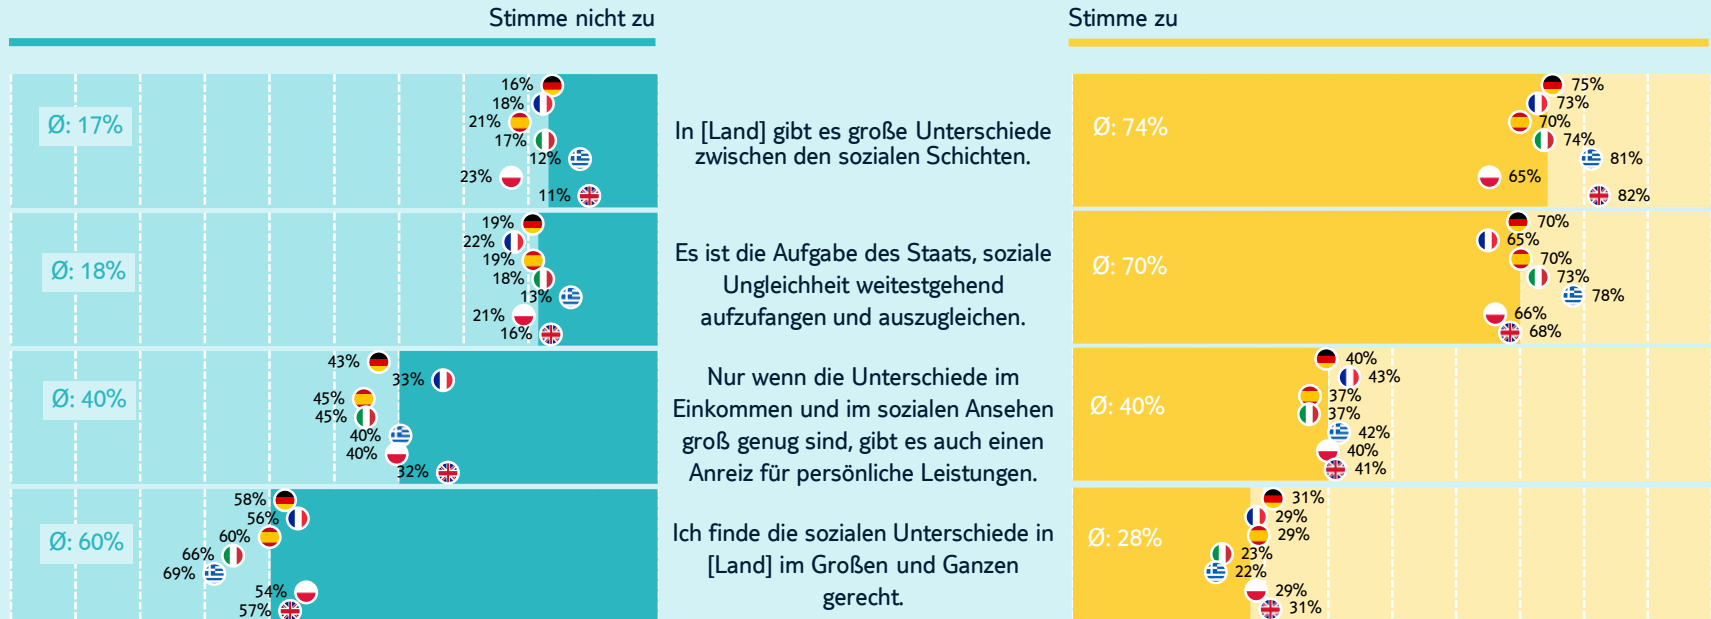 Stimme nicht zu
Stimme zu
Ø: 17%
16%
18%
21%
17%
12%
23%
11%
In [Land] gibt es große Unterschiede
zwischen den sozialen Schichten.
Ø: 74%
75%
73%
70%
74%
81%
65%
82%
Ø: 18%
19%
22%
19%
18%
13%
21%
16%
Es ist die Aufgabe des Staats, soziale
Ungleichheit weitestgehend
aufzufangen und auszugleichen.
Ø: 70%
70%
65%
70%
73%
78%
66%
68%
Ø: 40%
43%
33%
45%
45%
40%
40%
32%
Nur wenn die Unterschiede im
Einkommen und im sozialen Ansehen
groß genug sind, gibt es auch einen
Anreiz für persönliche Leistungen.
Ø: 40%
40%
43%
37%
37%
42%
40%
41%
Ø: 60%
58%
56%
60%
66%
69%
54%
57%
Ich finde die sozialen Unterschiede in
[Land] im Großen und Ganzen
gerecht.
Ø: 28%
31%
29%
29%
23%
22%
29%
31%